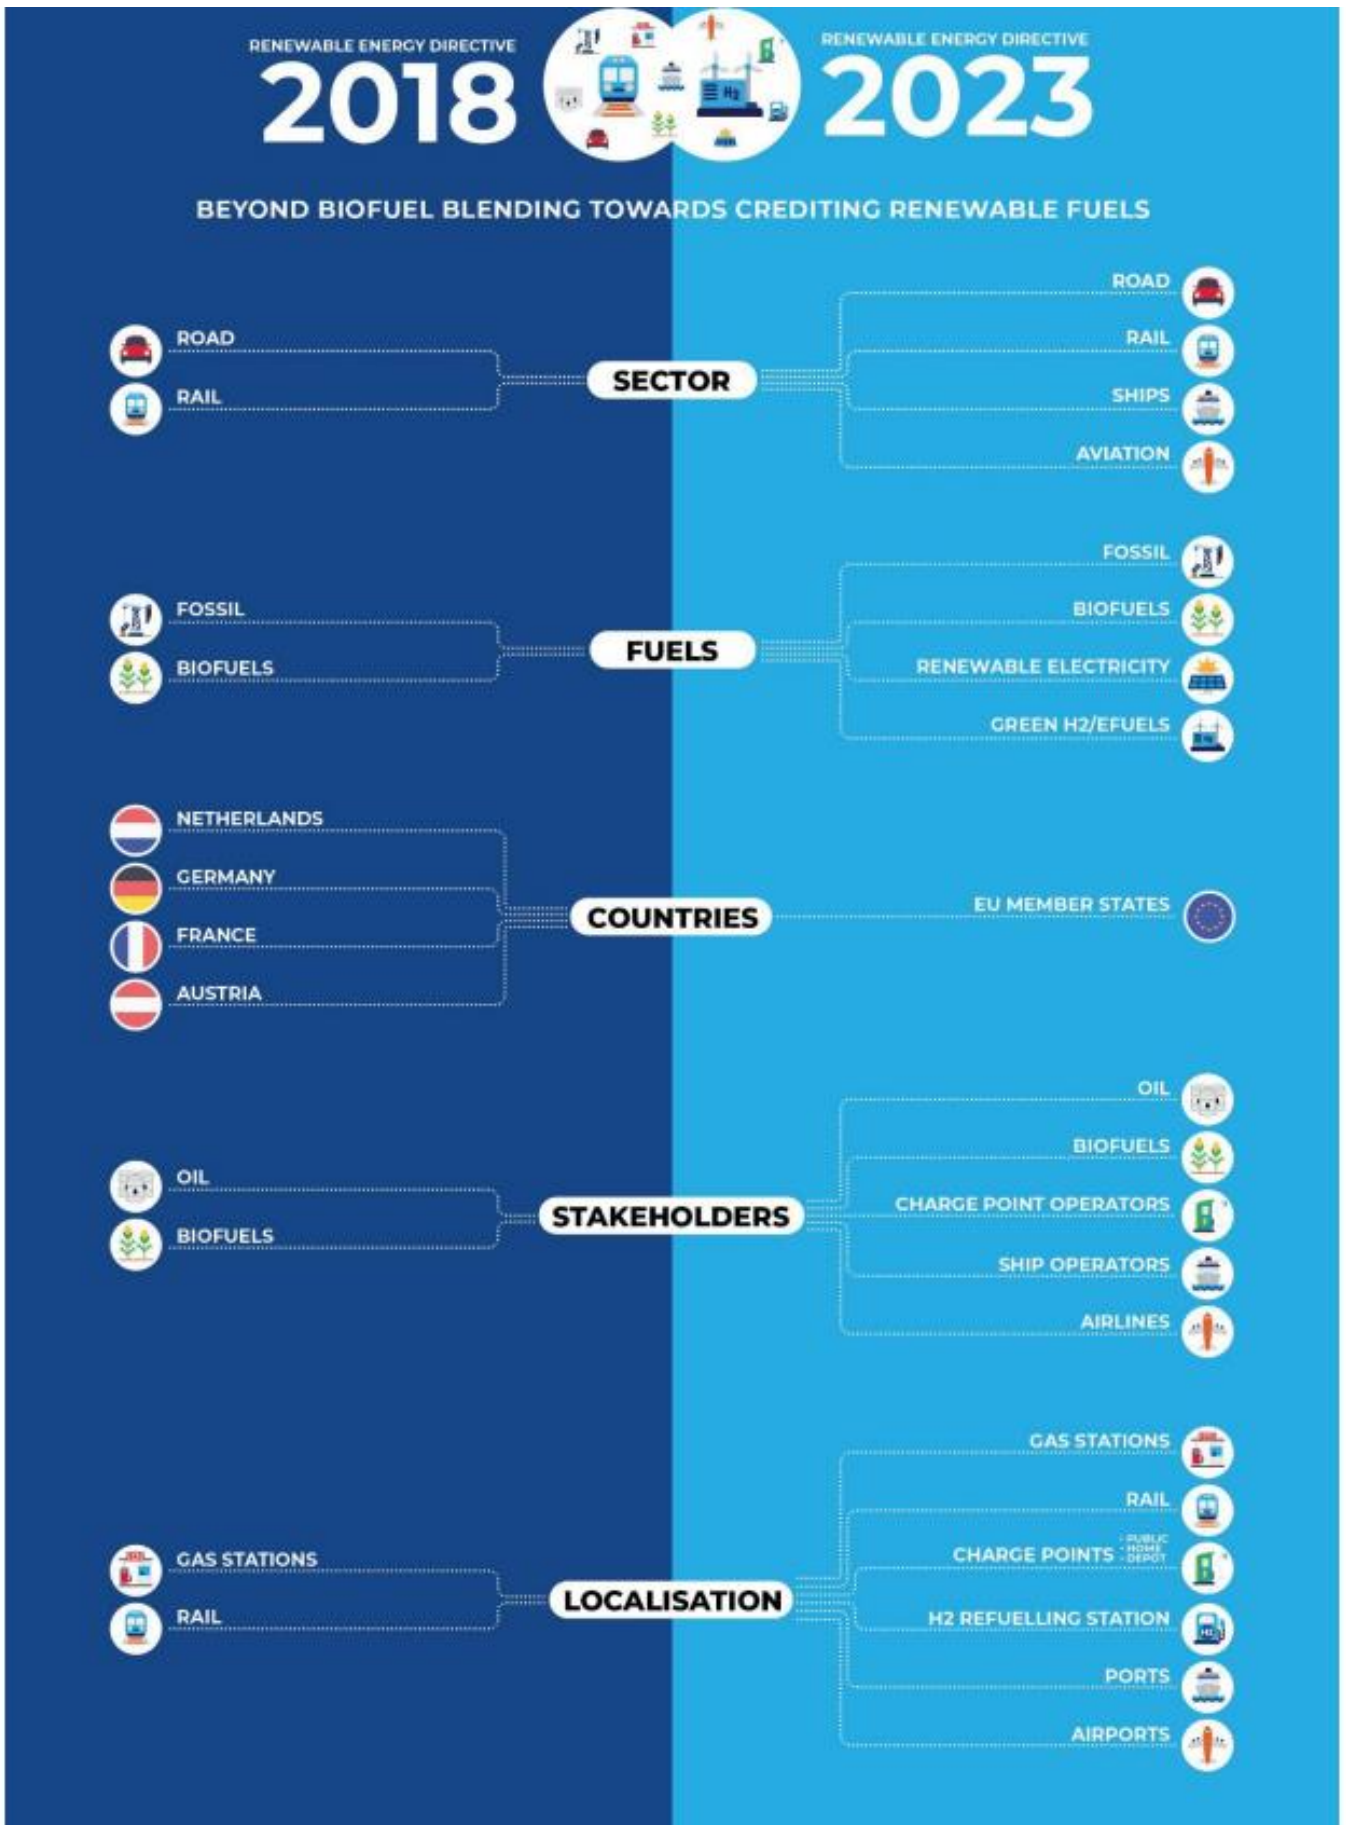 RENEWABLE ENERGY DIRECTIVE
2018
RENEWABLE ENERGY DIRECTIVE
2023
H2
BEYOND BIOFUEL BLENDING TOWARDS CREDITING RENEWABLE FUELS
ROAD
RAIL
SECTOR
ROAD
RAIL
SHIPS
AVIATION
FOSSIL
BIOFUELS
FUELS
FOSSIL
BIOFUELS
RENEWABLE ELECTRICITY
GREEN H2/EFUELS
NETHERLANDS
GERMANY
FRANCE
AUSTRIA
COUNTRIES
EU MEMBER STATES
OIL
BIOFUELS
STAKEHOLDERS
OIL
BIOFUELS
CHARGE POINT OPERATORS
SHIP OPERATORS
AIRLINES
GAS STATIONS
RAIL
LOCALISATION
GAS STATIONS
RAIL
CHARGE POINTS
- PUBLIC
- HOME
- DEPOT
H2 REFUELLING STATION
H2
PORTS
AIRPORTS